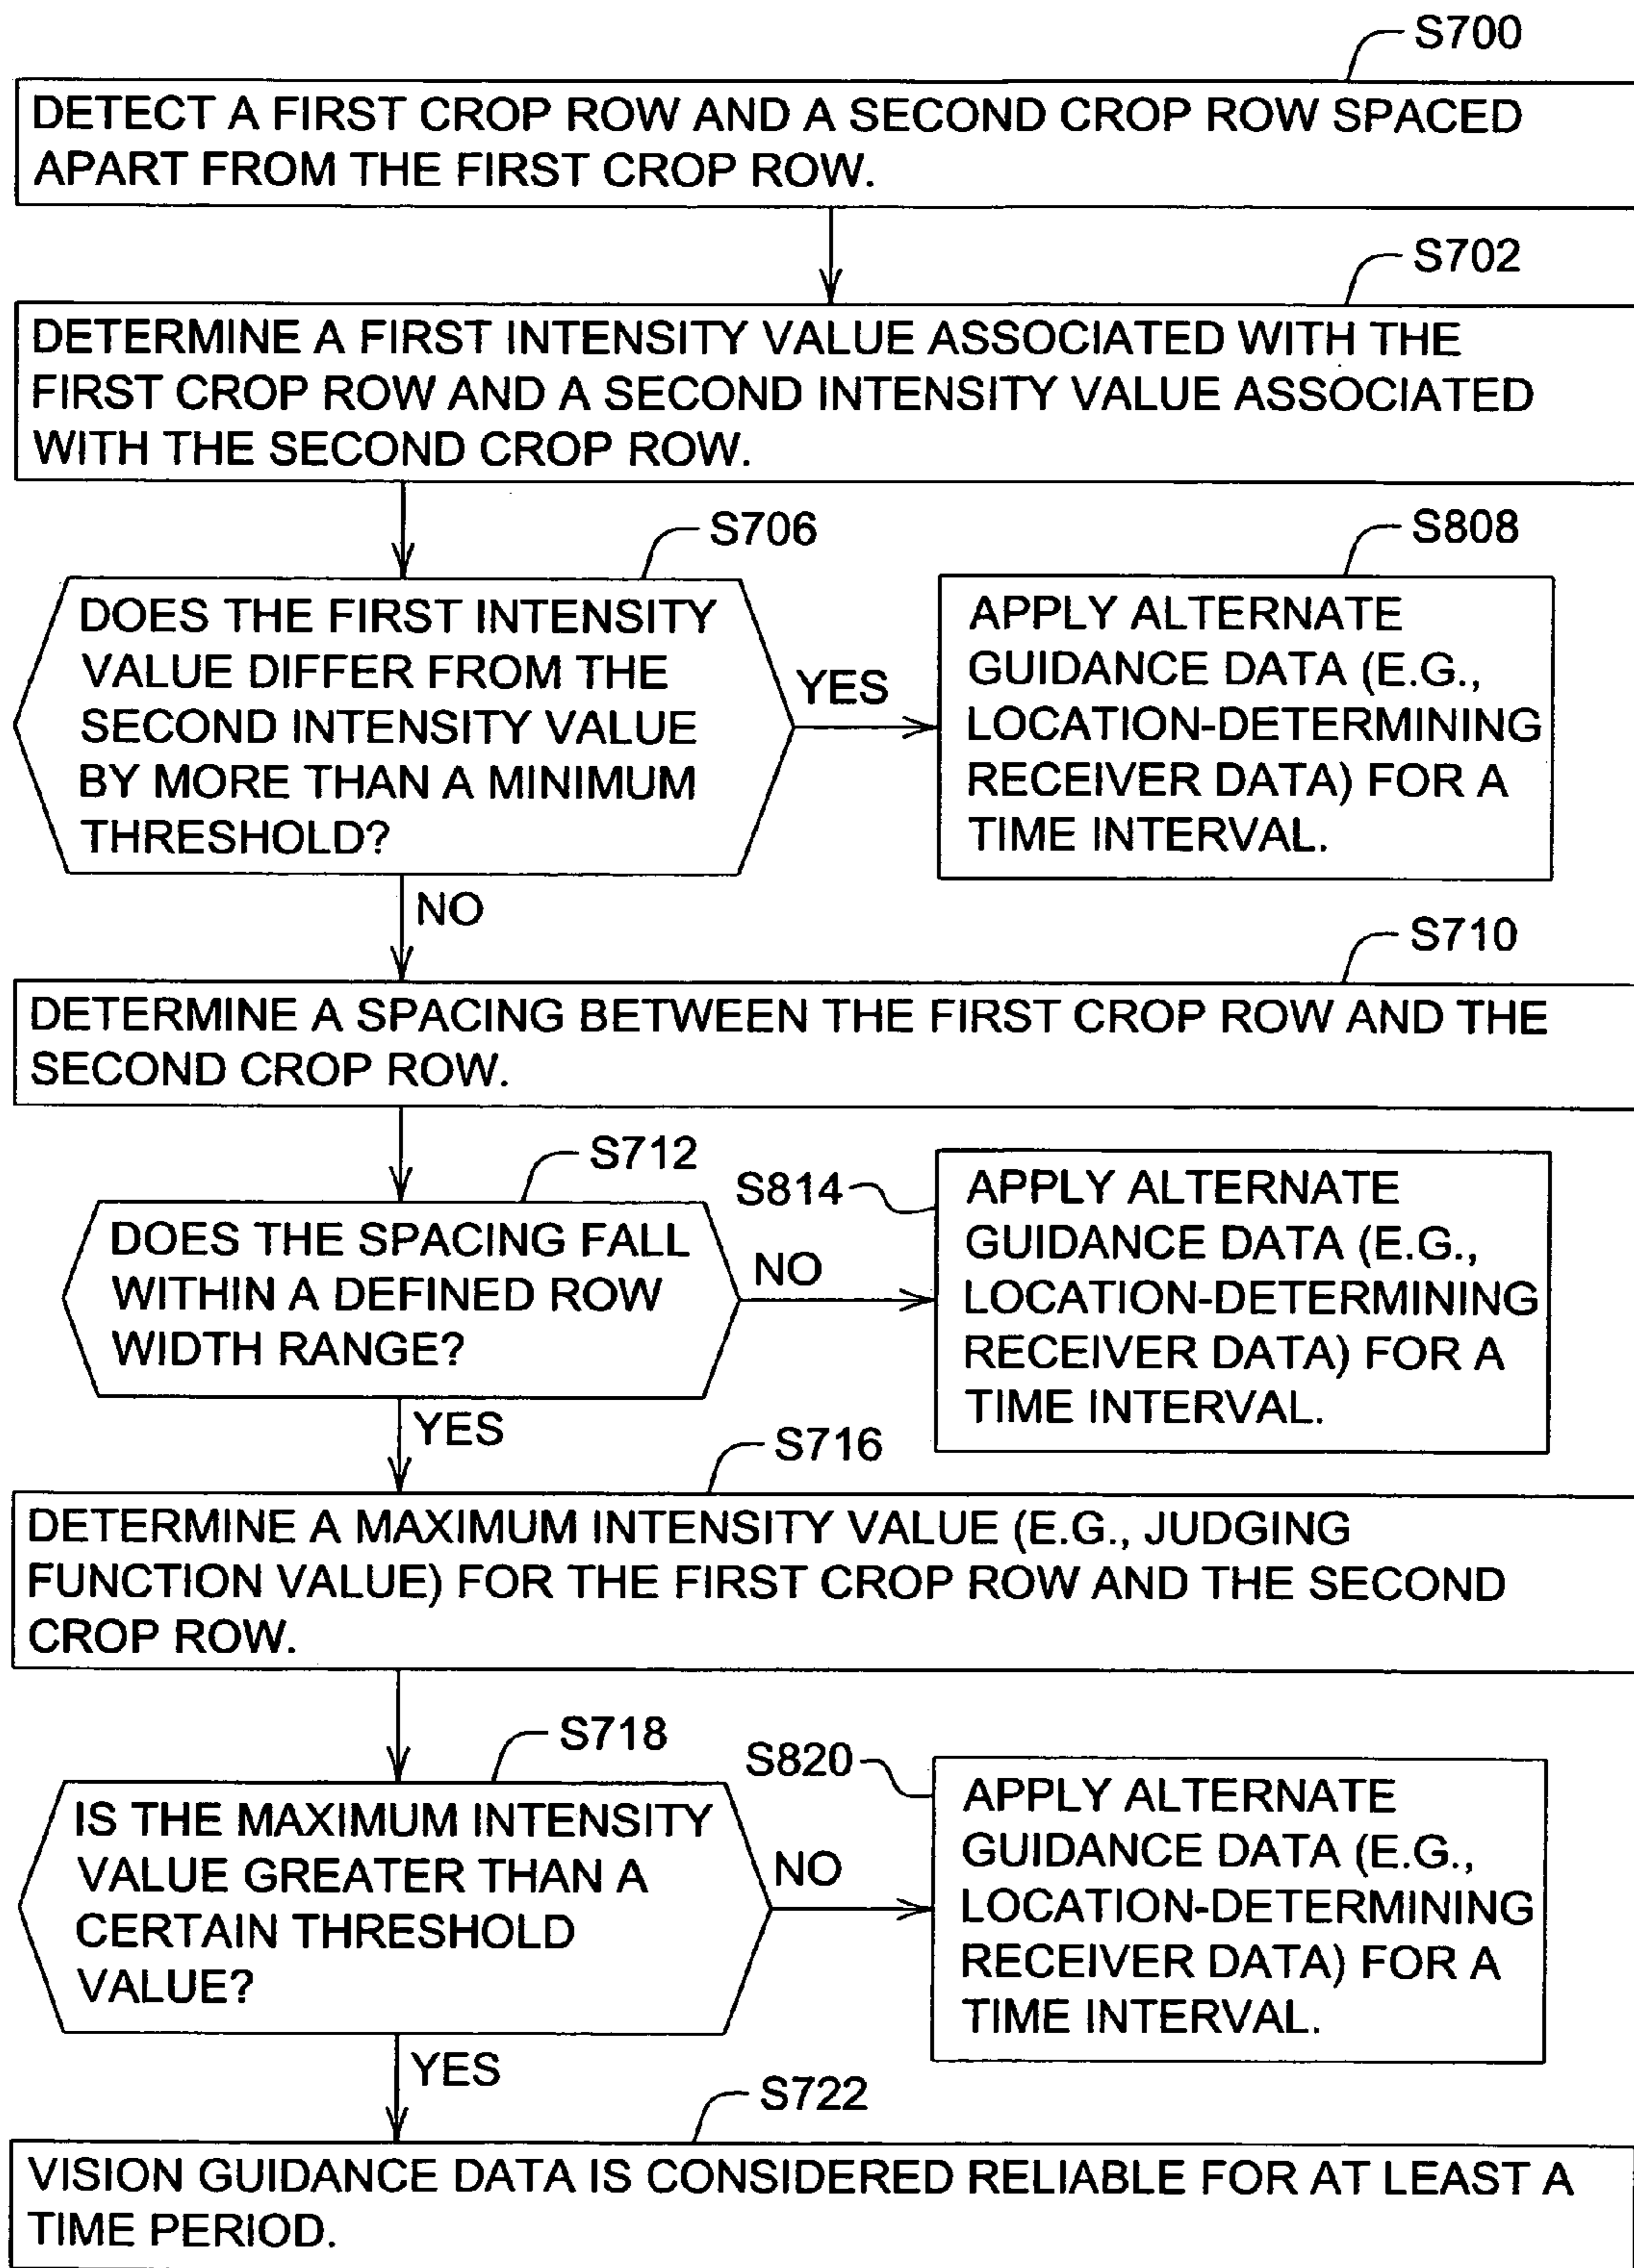 S700
DETECT A FIRST CROP ROW AND A SECOND CROP ROW SPACED
APART FROM THE FIRST CROP ROW.
S702
DETERMINE A FIRST INTENSITY VALUE ASSOCIATED WITH THE
FIRST CROP ROW AND A SECOND INTENSITY VALUE ASSOCIATED
WITH THE SECOND CROP ROW.
S706
DOES THE FIRST INTENSITY
VALUE DIFFER FROM THE
SECOND INTENSITY VALUE
BY MORE THAN A MINIMUM
THRESHOLD?
YES
S808
APPLY ALTERNATE
GUIDANCE DATA (E.G.,
LOCATION-DETERMINING
RECEIVER DATA) FOR A
TIME INTERVAL.
NO
S710
DETERMINE A SPACING BETWEEN THE FIRST CROP ROW AND THE
SECOND CROP ROW.
S712
DOES THE SPACING FALL
WITHIN A DEFINED ROW
WIDTH RANGE?
NO
S814
APPLY ALTERNATE
GUIDANCE DATA (E.G.,
LOCATION-DETERMINING
RECEIVER DATA) FOR A
TIME INTERVAL.
YES
S716
DETERMINE A MAXIMUM INTENSITY VALUE (E.G., JUDGING
FUNCTION VALUE) FOR THE FIRST CROP ROW AND THE SECOND
CROP ROW.
S718
IS THE MAXIMUM INTENSITY
VALUE GREATER THAN A
CERTAIN THRESHOLD
VALUE?
NO
S820
APPLY ALTERNATE
GUIDANCE DATA (E.G.,
LOCATION-DETERMINING
RECEIVER DATA) FOR A
TIME INTERVAL.
YES
S722
VISION GUIDANCE DATA IS CONSIDERED RELIABLE FOR AT LEAST A
TIME PERIOD.